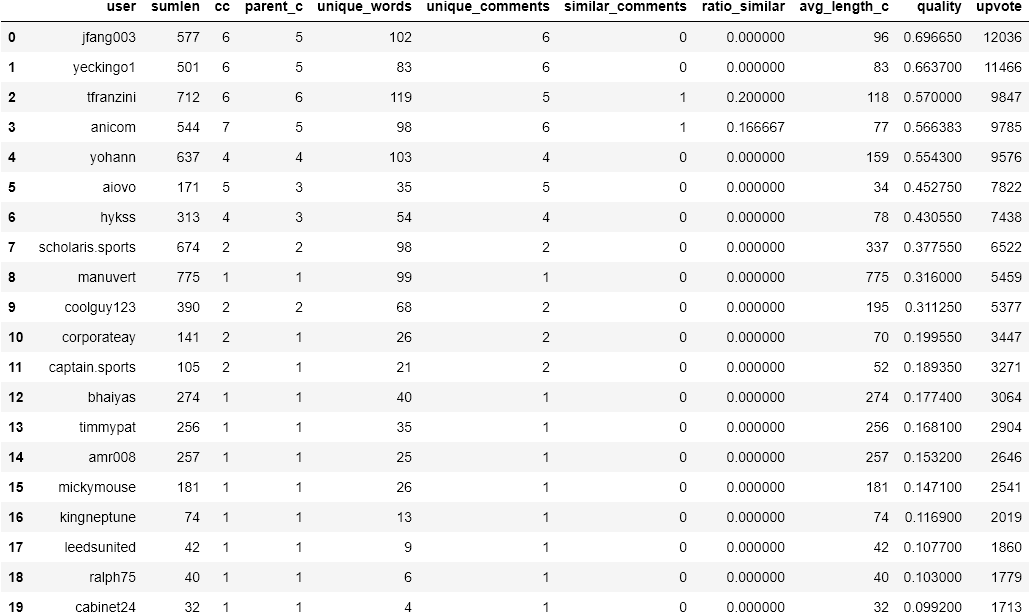 user sumlen cc parent_c unique_words unique_comments similar_comments ratio_similar avg_length_c quality upvote
0 jfang003 577 6 5 102 6 0 0.000000 96 0.696650 12036
1 yeckingo1 501 6 5 83 6 0 0.000000 83 0.663700 11466
2 tfranzini 712 6 6 119 5 1 0.200000 118 0.570000 9847
3 anicom 544 7 5 98 6 1 0.166667 77 0.566383 9785
4 yohann 637 4 4 103 4 0 0.000000 159 0.554300 9576
5 aiovo 171 5 3 35 5 0 0.000000 34 0.452750 7822
6 hykss 313 4 3 54 4 0 0.000000 78 0.430550 7438
7 scholaris.sports 674 2 2 98 2 0 0.000000 337 0.377550 6522
8 manuvert 775 1 1 99 1 0 0.000000 775 0.316000 5459
9 coolguy123 390 2 2 68 2 0 0.000000 195 0.311250 5377
10 corporateay 141 2 1 26 2 0 0.000000 70 0.199550 3447
11 captain.sports 105 2 1 21 2 0 0.000000 52 0.189350 3271
12 bhaiyas 274 1 1 40 1 0 0.000000 274 0.177400 3064
13 timmypat 256 1 1 35 1 0 0.000000 256 0.168100 2904
14 amr008 257 1 1 25 1 0 0.000000 257 0.153200 2646
15 mickymouse 181 1 1 26 1 0 0.000000 181 0.147100 2541
16 kingneptune 74 1 1 13 1 0 0.000000 74 0.116900 2019
17 leedsunited 42 1 1 9 1 0 0.000000 42 0.107700 1860
18 ralph75 40 1 1 6 1 0 0.000000 40 0.103000 1779
19 cabinet24 32 1 1 4 1 0 0.000000 32 0.099200 1713